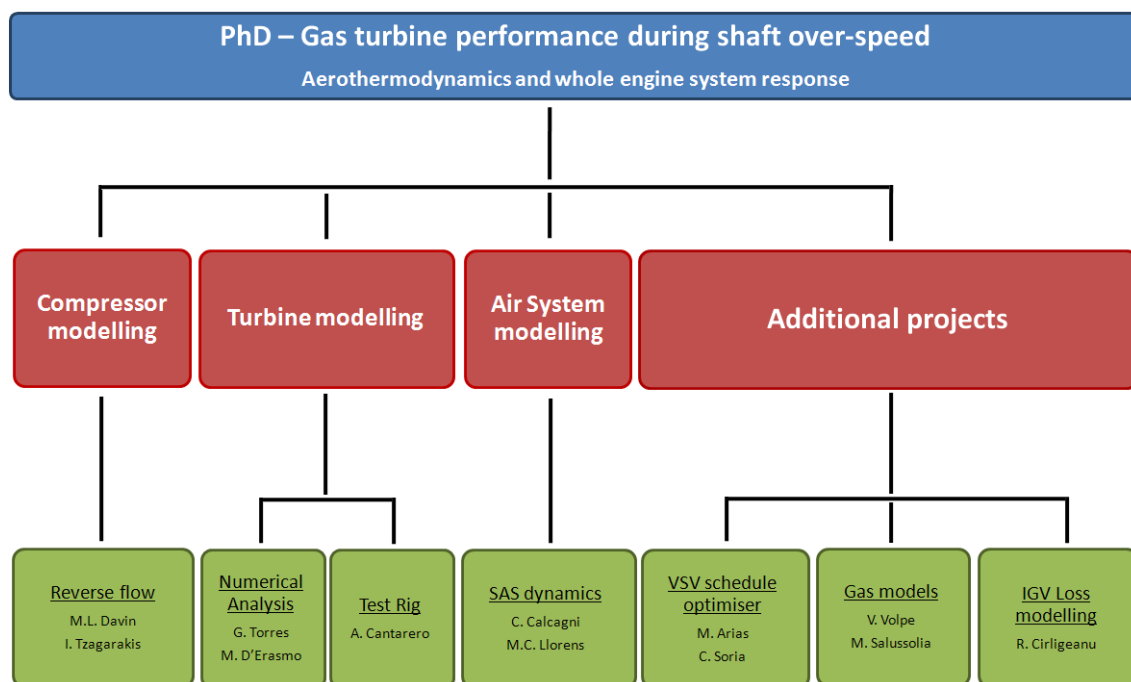 PhD – Gas turbine performance during shaft over-speed
Aerothermodynamics and whole engine system response
Compressor
modelling
Turbine modelling
Air System
modelling
Additional projects
Reverse flow
M.L. Davin
I. Tzagarakis
Numerical
Analysis
G. Torres
M. D’Erasmo
Test Rig
A. Cantarero
SAS dynamics
C. Calcagni
M.C. Llorens
VSV schedule
optimiser
M. Arias
C. Soria
Gas models
V. Volpe
M. Salussolia
IGV Loss
modelling
R. Cirligeanu